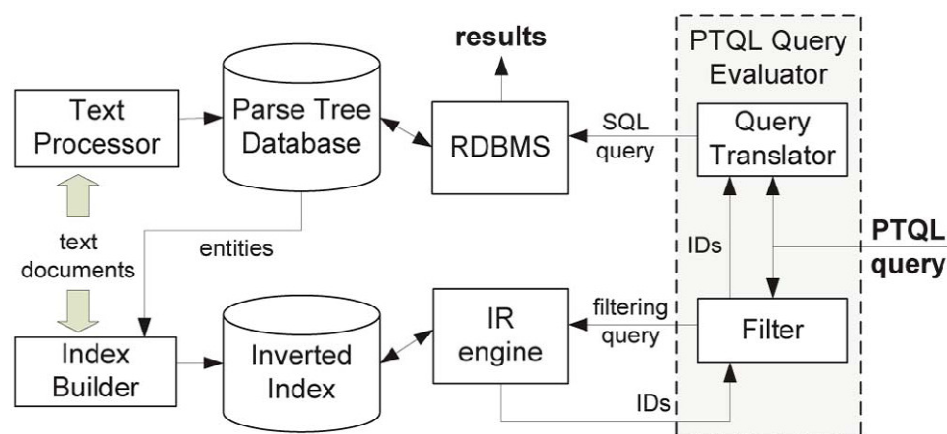 results
PTQL Query
Evaluator
Text
Processor
Parse Tree
Database
RDBMS
SQL
query
Query
Translator
text
documents
entities
IDs
PTQL
query
Index
Builder
Inverted
Index
IR
engine
filtering
query
Filter
IDs